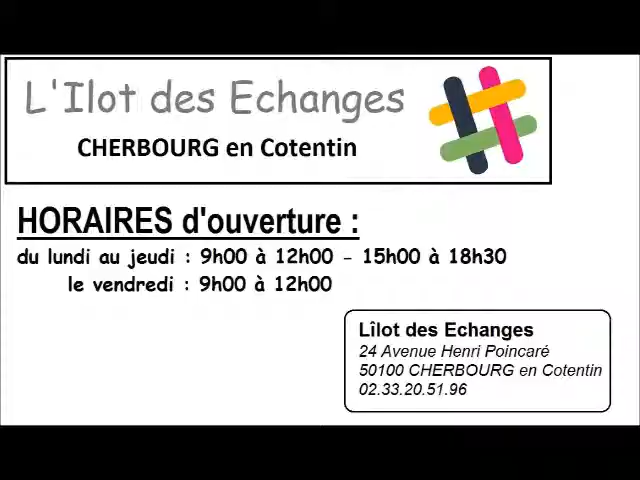 L'Ilot des Echanges
CHERBOURG en Cotentin
HORAIRES d'ouverture :
du lundi au jeudi : 9h00 à 12h00 - 15h00 à 18h30
le vendredi : 9h00 à 12h00
Lîlot des Echanges
24 Avenue Henri Poincaré
50100 CHERBOURG en Cotentin
02.33.20.51.96